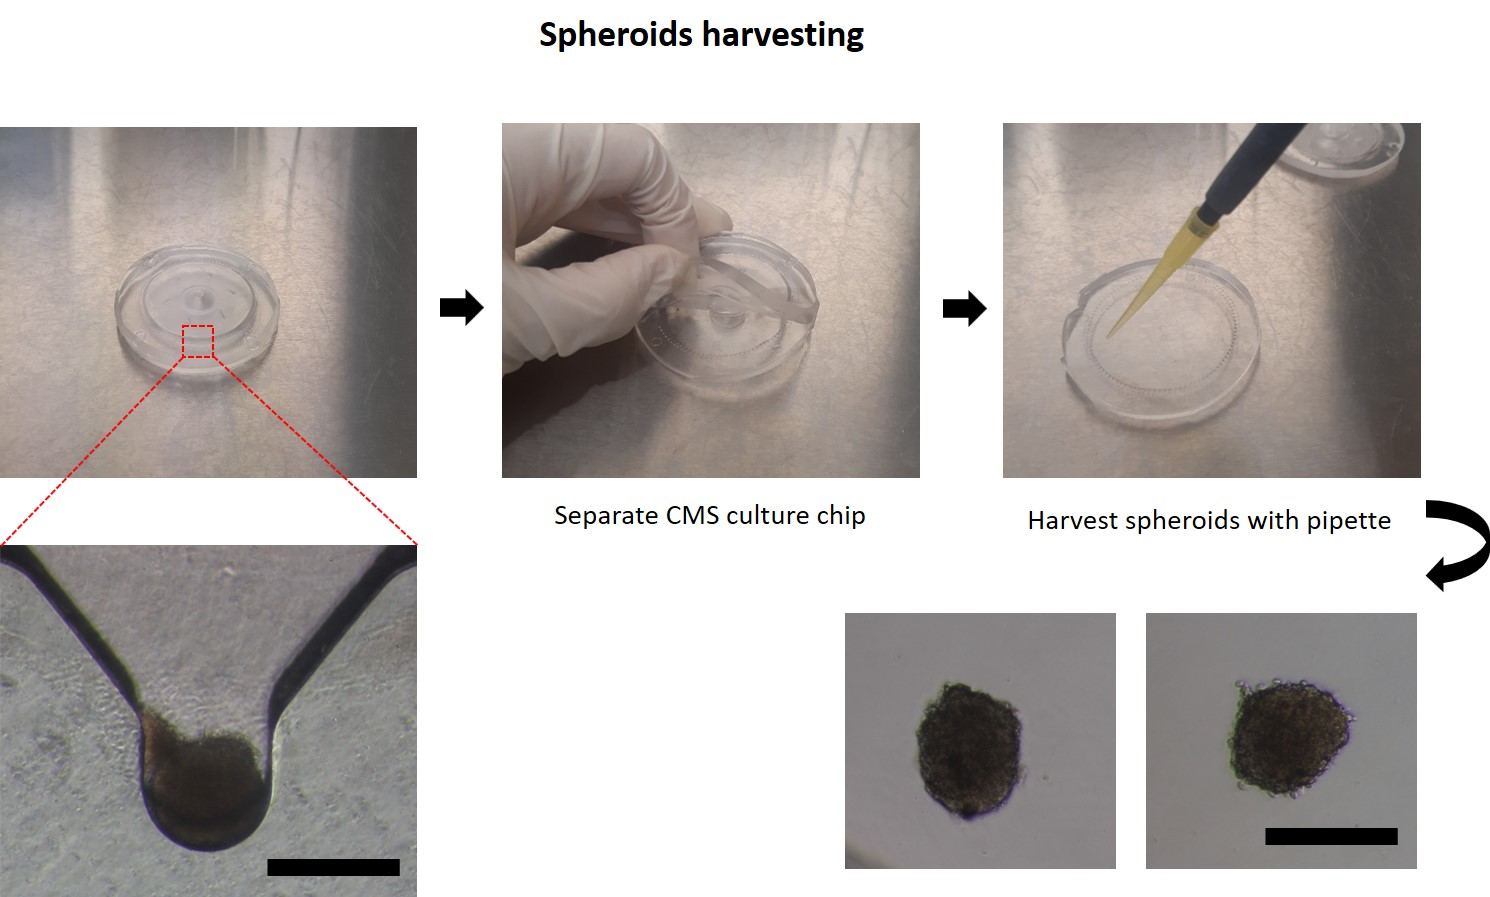 Spheroids harvesting
Separate CMS culture chip
Harvest spheroids with pipette